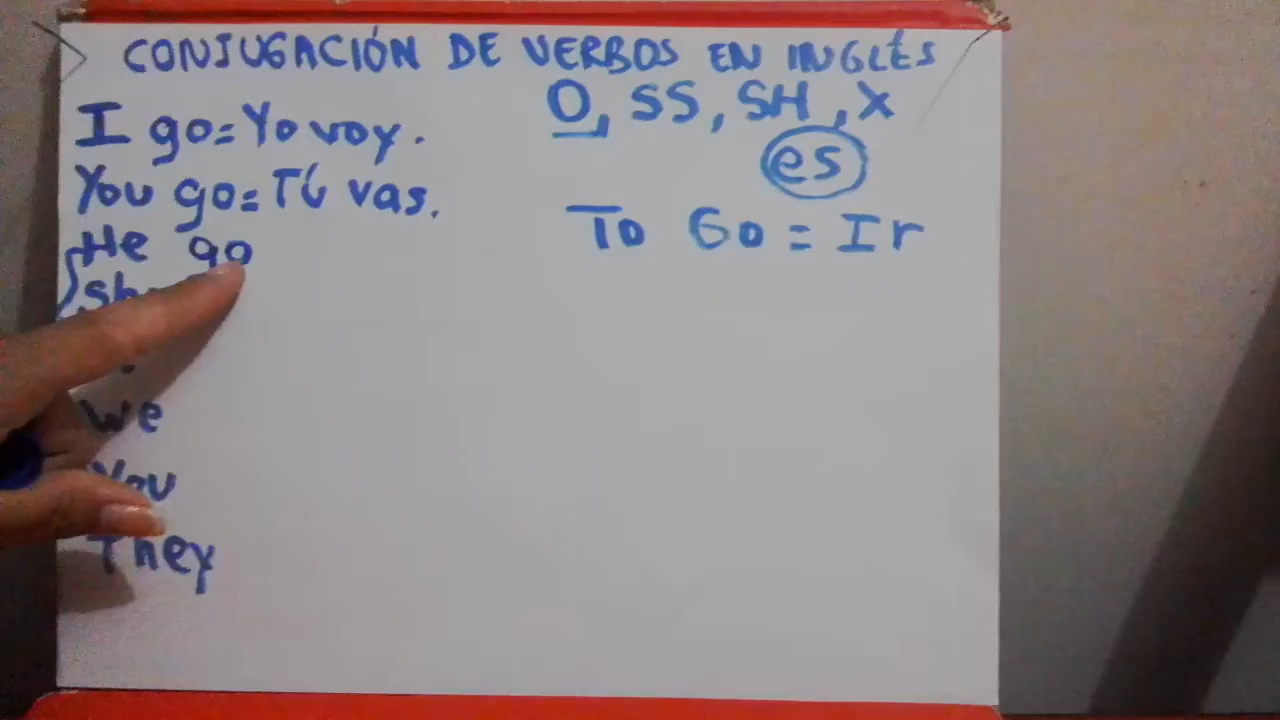 CONJUGACIÓN DE VERBOS EN INGLÉS
O, SS, SH, X
es
To Go = Ir
I go = Yo voy.
You go = Tú vas.
He go
We
You
They